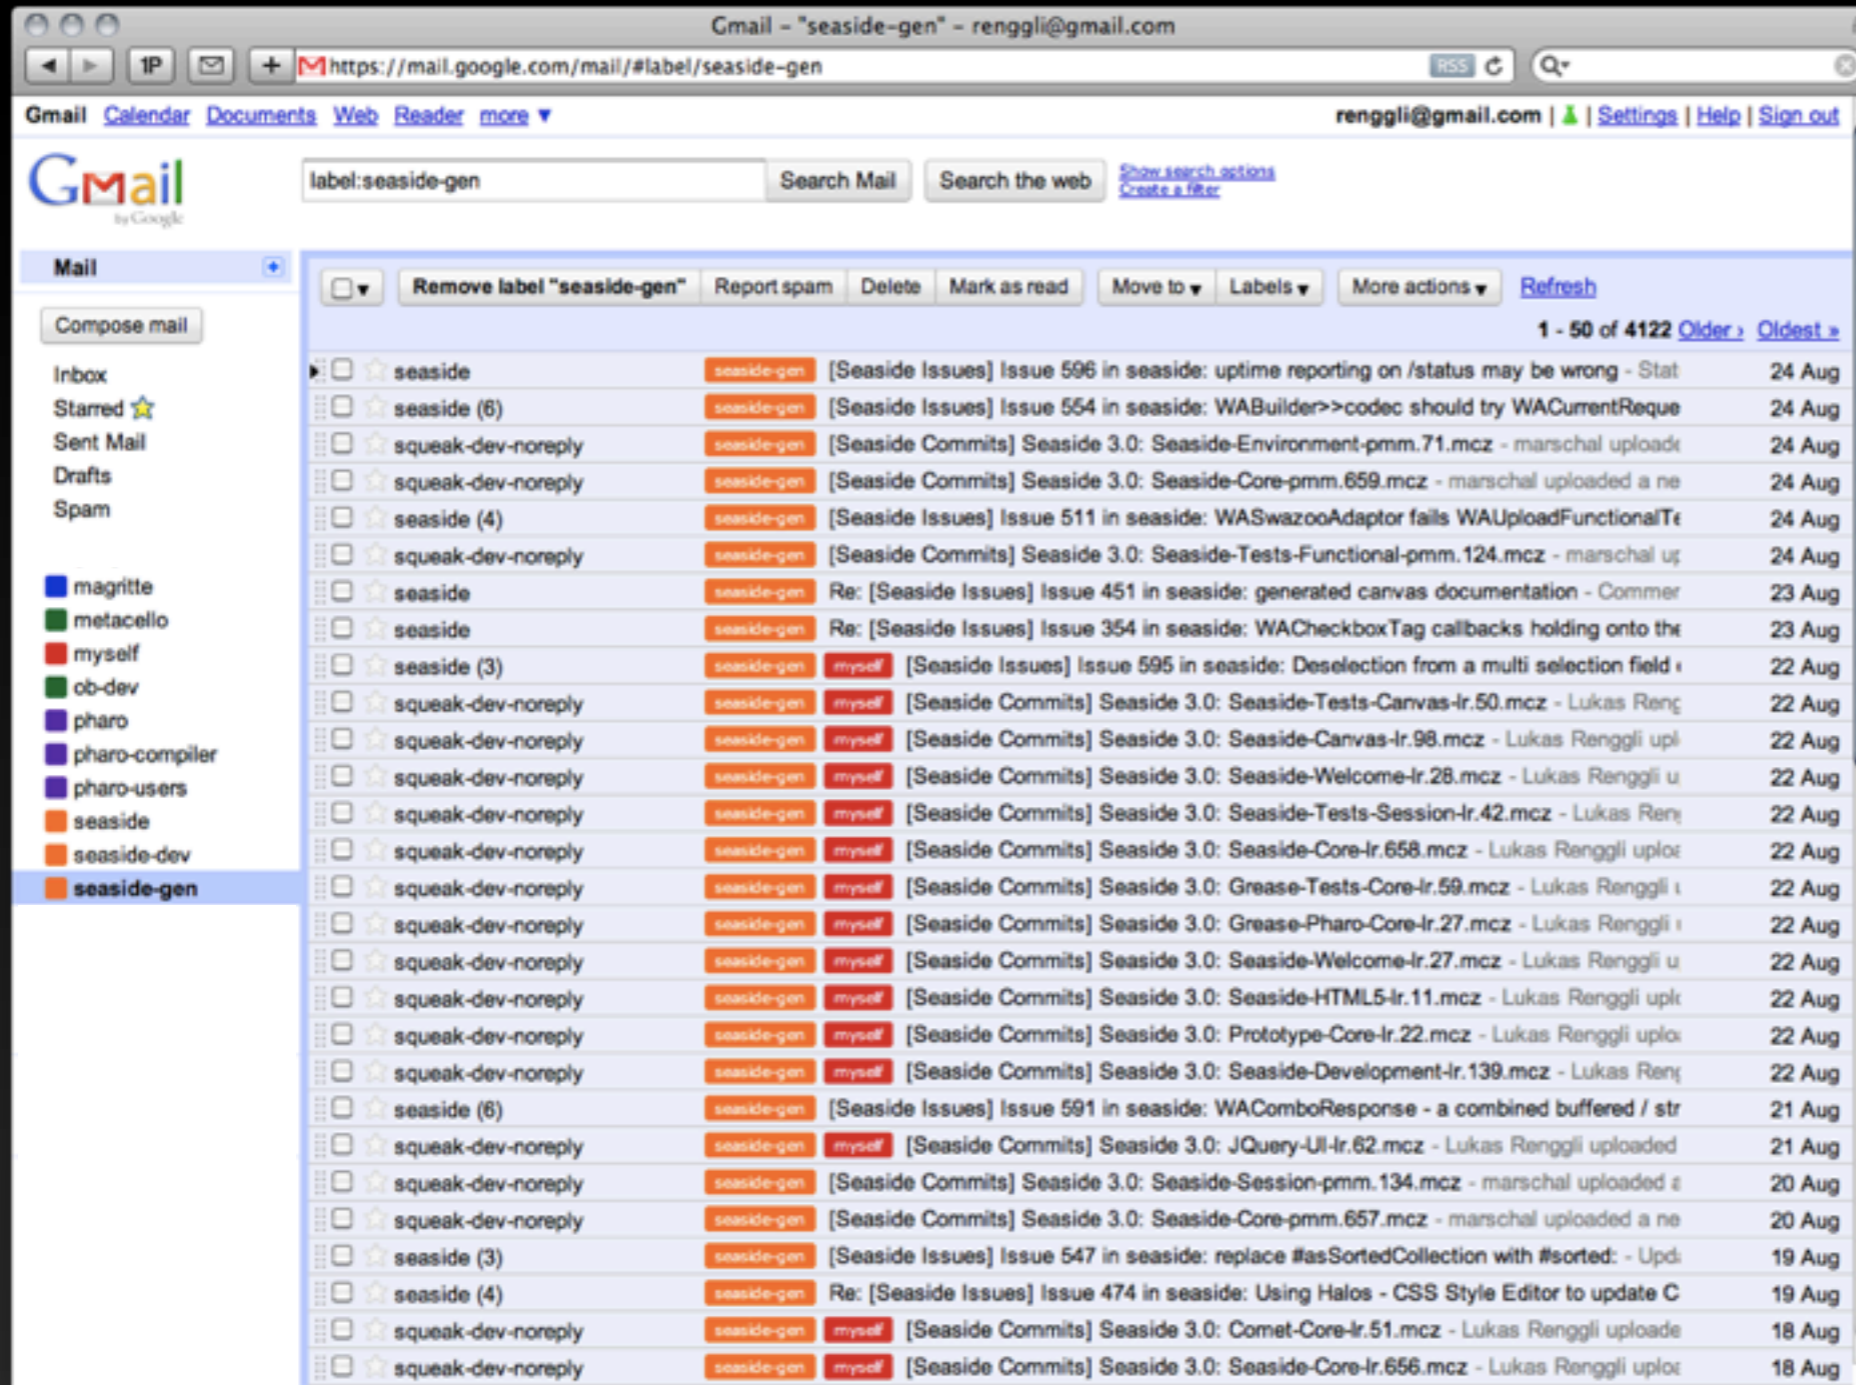 Gmail – "seaside-gen" – renggli@gmail.com
1P + https://mail.google.com/mail/#label/seaside-gen RSS
Gmail Calendar Documents Web Reader more ▼ renggli@gmail.com | | Settings | Help | Sign out
Gmail
by Google
label:seaside-gen Search Mail Search the web Show search options
Create a filter
Mail
Remove label "seaside-gen" Report spam Delete Mark as read Move to ▼ Labels ▼ More actions ▼ Refresh
1 - 50 of 4122 Older › Oldest »
Compose mail
Inbox
Starred
Sent Mail
Drafts
Spam
magritte
metacello
myself
ob-dev
pharo
pharo-compiler
pharo-users
seaside
seaside-dev
seaside-gen
seaside seaside-gen [Seaside Issues] Issue 596 in seaside: uptime reporting on /status may be wrong - Stat 24 Aug
seaside (6) seaside-gen [Seaside Issues] Issue 554 in seaside: WABuilder>>codec should try WACurrentReque 24 Aug
squeak-dev-noreply seaside-gen [Seaside Commits] Seaside 3.0: Seaside-Environment-pmm.71.mcz - marschal uploade 24 Aug
squeak-dev-noreply seaside-gen [Seaside Commits] Seaside 3.0: Seaside-Core-pmm.659.mcz - marschal uploaded a ne 24 Aug
seaside (4) seaside-gen [Seaside Issues] Issue 511 in seaside: WASwazooAdaptor fails WAUploadFunctionalTe 24 Aug
squeak-dev-noreply seaside-gen [Seaside Commits] Seaside 3.0: Seaside-Tests-Functional-pmm.124.mcz - marschal up 24 Aug
seaside seaside-gen Re: [Seaside Issues] Issue 451 in seaside: generated canvas documentation - Commer 23 Aug
seaside seaside-gen Re: [Seaside Issues] Issue 354 in seaside: WACheckboxTag callbacks holding onto the 23 Aug
seaside (3) seaside-gen myself [Seaside Issues] Issue 595 in seaside: Deselection from a multi selection field 22 Aug
squeak-dev-noreply seaside-gen myself [Seaside Commits] Seaside 3.0: Seaside-Tests-Canvas-lr.50.mcz - Lukas Reng 22 Aug
squeak-dev-noreply seaside-gen myself [Seaside Commits] Seaside 3.0: Seaside-Canvas-lr.98.mcz - Lukas Renggli upl 22 Aug
squeak-dev-noreply seaside-gen myself [Seaside Commits] Seaside 3.0: Seaside-Welcome-lr.28.mcz - Lukas Renggli u 22 Aug
squeak-dev-noreply seaside-gen myself [Seaside Commits] Seaside 3.0: Seaside-Tests-Session-lr.42.mcz - Lukas Ren 22 Aug
squeak-dev-noreply seaside-gen myself [Seaside Commits] Seaside 3.0: Seaside-Core-lr.658.mcz - Lukas Renggli uploa 22 Aug
squeak-dev-noreply seaside-gen myself [Seaside Commits] Seaside 3.0: Grease-Tests-Core-lr.59.mcz - Lukas Renggli 22 Aug
squeak-dev-noreply seaside-gen myself [Seaside Commits] Seaside 3.0: Grease-Pharo-Core-lr.27.mcz - Lukas Renggli 22 Aug
squeak-dev-noreply seaside-gen myself [Seaside Commits] Seaside 3.0: Seaside-Welcome-lr.27.mcz - Lukas Renggli u 22 Aug
squeak-dev-noreply seaside-gen myself [Seaside Commits] Seaside 3.0: Seaside-HTML5-lr.11.mcz - Lukas Renggli uplo 22 Aug
squeak-dev-noreply seaside-gen myself [Seaside Commits] Seaside 3.0: Prototype-Core-lr.22.mcz - Lukas Renggli uploa 22 Aug
squeak-dev-noreply seaside-gen myself [Seaside Commits] Seaside 3.0: Seaside-Development-lr.139.mcz - Lukas Reng 22 Aug
seaside (6) seaside-gen [Seaside Issues] Issue 591 in seaside: WAComboResponse - a combined buffered / str 21 Aug
squeak-dev-noreply seaside-gen myself [Seaside Commits] Seaside 3.0: JQuery-UI-lr.62.mcz - Lukas Renggli uploaded 21 Aug
squeak-dev-noreply seaside-gen [Seaside Commits] Seaside 3.0: Seaside-Session-pmm.134.mcz - marschal uploaded a 20 Aug
squeak-dev-noreply seaside-gen [Seaside Commits] Seaside 3.0: Seaside-Core-pmm.657.mcz - marschal uploaded a ne 20 Aug
seaside (3) seaside-gen [Seaside Issues] Issue 547 in seaside: replace #asSortedCollection with #sorted: - Upda 19 Aug
seaside (4) seaside-gen Re: [Seaside Issues] Issue 474 in seaside: Using Halos - CSS Style Editor to update C 19 Aug
squeak-dev-noreply seaside-gen myself [Seaside Commits] Seaside 3.0: Comet-Core-lr.51.mcz - Lukas Renggli uploade 18 Aug
squeak-dev-noreply seaside-gen myself [Seaside Commits] Seaside 3.0: Seaside-Core-lr.656.mcz - Lukas Renggli uploa 18 Aug